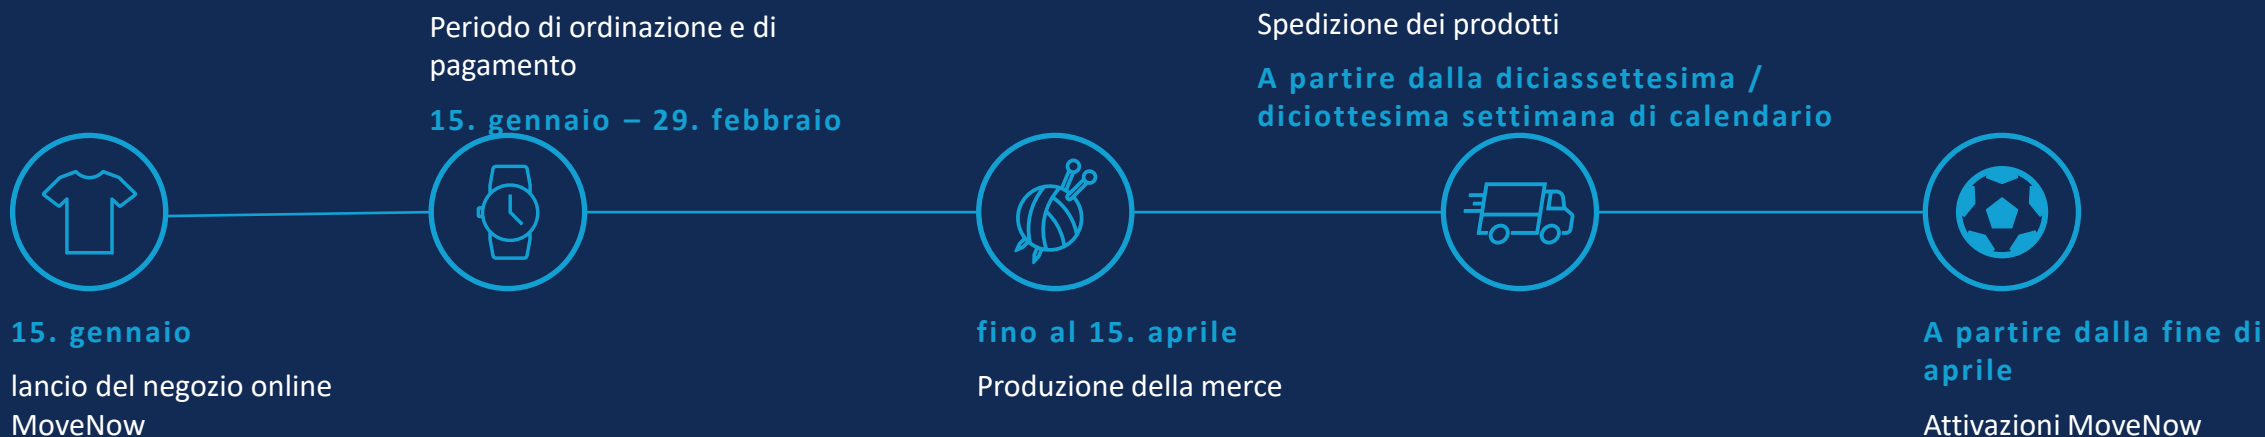 15. gennaio
lancio del negozio online
MoveNow
Periodo di ordinazione e di
pagamento
15. gennaio – 29. febbraio
fino al 15. aprile
Produzione della merce
Spedizione dei prodotti
A partire dalla diciassettesima /
diciottesima settimana di calendario
A partire dalla fine di
aprile
Attivazioni MoveNow